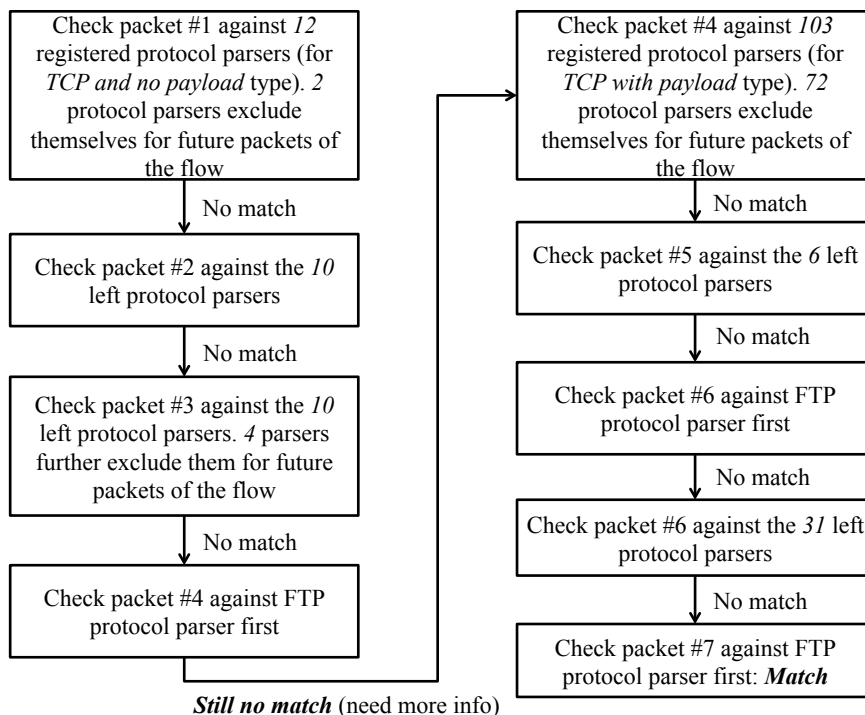 Check packet #1 against 12
registered protocol parsers (for
TCP and no payload type). 2
protocol parsers exclude
themselves for future packets of
the flow
No match
Check packet #2 against the 10
left protocol parsers
No match
Check packet #3 against the 10
left protocol parsers. 4 parsers
further exclude them for future
packets of the flow
No match
Check packet #4 against FTP
protocol parser first
Still no match (need more info)
Check packet #4 against 103
registered protocol parsers (for
TCP with payload type). 72
protocol parsers exclude
themselves for future packets of
the flow
No match
Check packet #5 against the 6 left
protocol parsers
No match
Check packet #6 against FTP
protocol parser first
No match
Check packet #6 against the 31 left
protocol parsers
No match
Check packet #7 against FTP
protocol parser first: Match